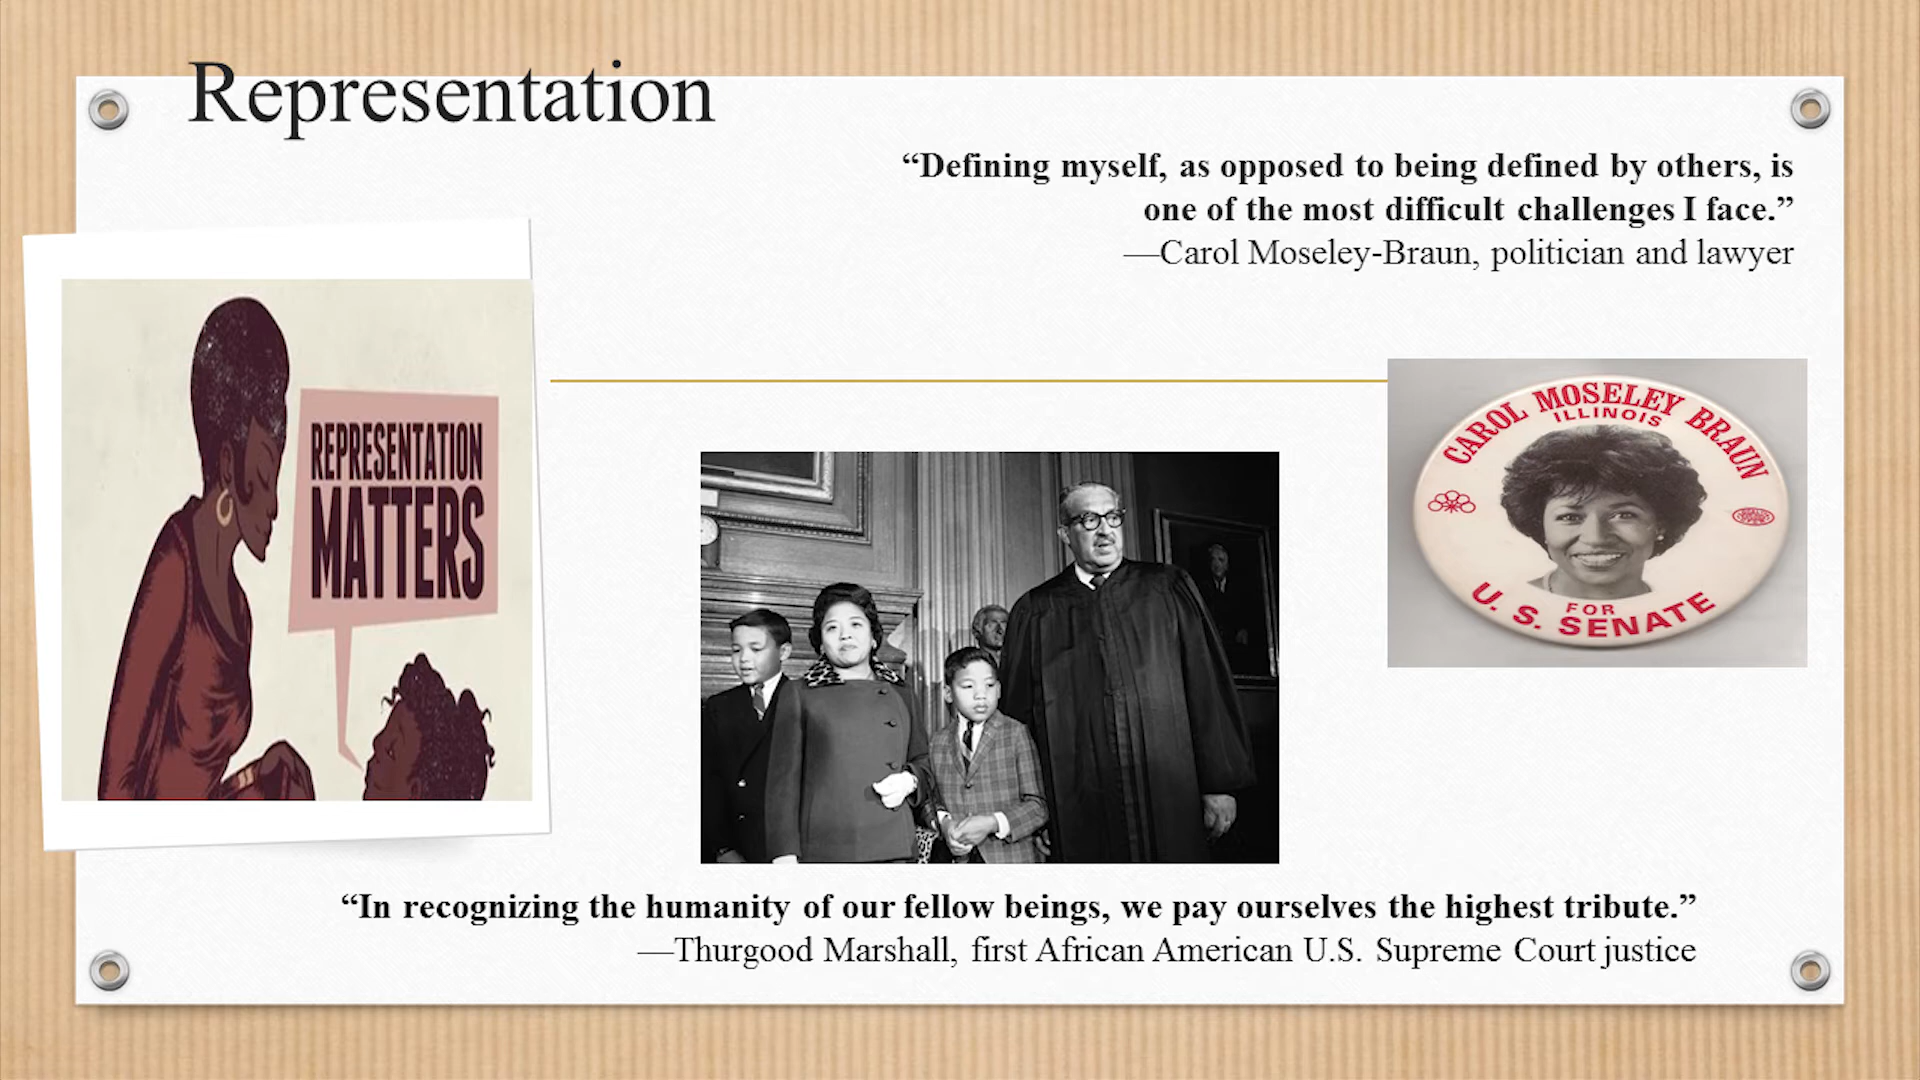 Representation
“Defining myself, as opposed to being defined by others, is
one of the most difficult challenges I face.”
—Carol Moseley-Braun, politician and lawyer
REPRESENTATION
MATTERS
CAROL MOSELEY BRAUN
ILLINOIS
FOR
U. S. SENATE
“In recognizing the humanity of our fellow beings, we pay ourselves the highest tribute.”
—Thurgood Marshall, first African American U.S. Supreme Court justice